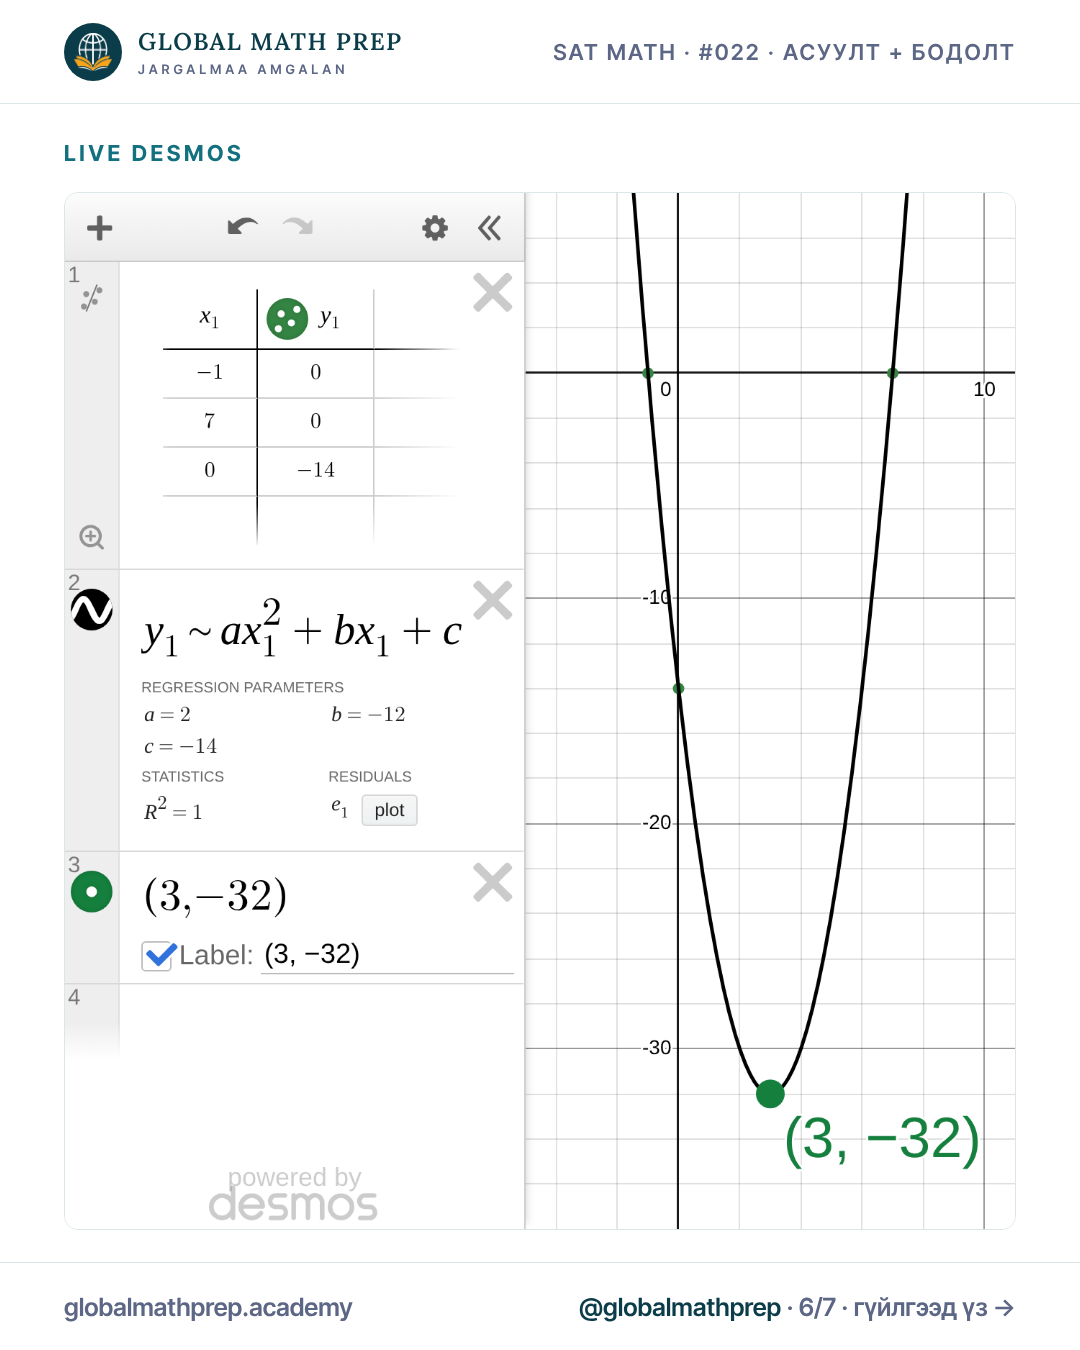 GLOBAL MATH PREP
JARGALMAA AMGALAN
SAT MATH · #022 · АСУУЛТ + БОДОЛТ
LIVE DESMOS
1
x₁ y₁
−1 0
7 0
0 −14
2
y₁ ~ ax₁² + bx₁ + c
REGRESSION PARAMETERS
a = 2 b = −12
c = −14
STATISTICS RESIDUALS
R² = 1 e₁ plot
3
(3,−32)
Label: (3, −32)
4
powered by
desmos
0 10
-10
-20
-30
(3, −32)
globalmathprep.academy
@globalmathprep · 6/7 · гүйлгээд үз →